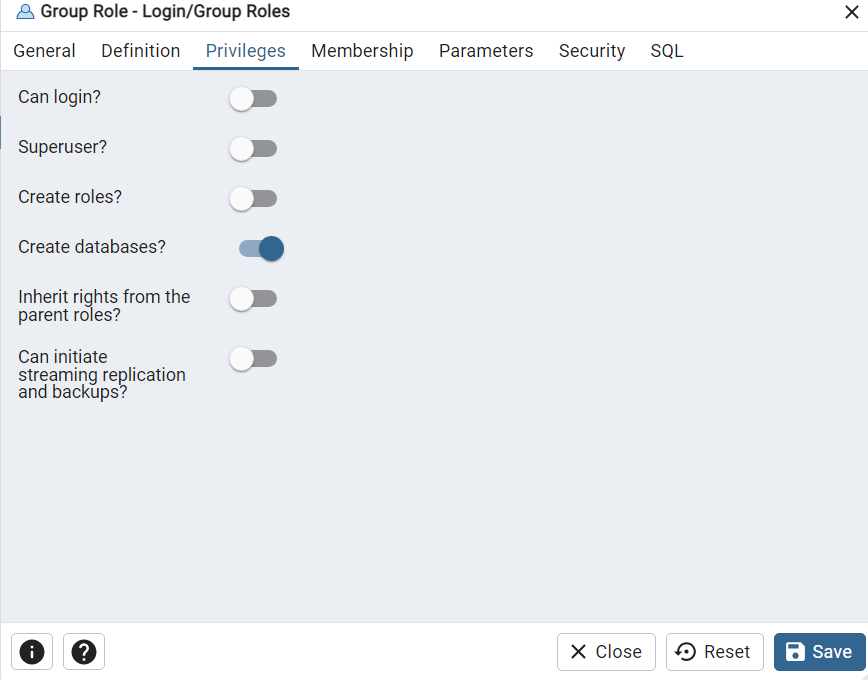 Group Role - Login/Group Roles
General Definition Privileges Membership Parameters Security SQL
Can login?
Superuser?
Create roles?
Create databases?
Inherit rights from the
parent roles?
Can initiate
streaming replication
and backups?
Close Reset Save